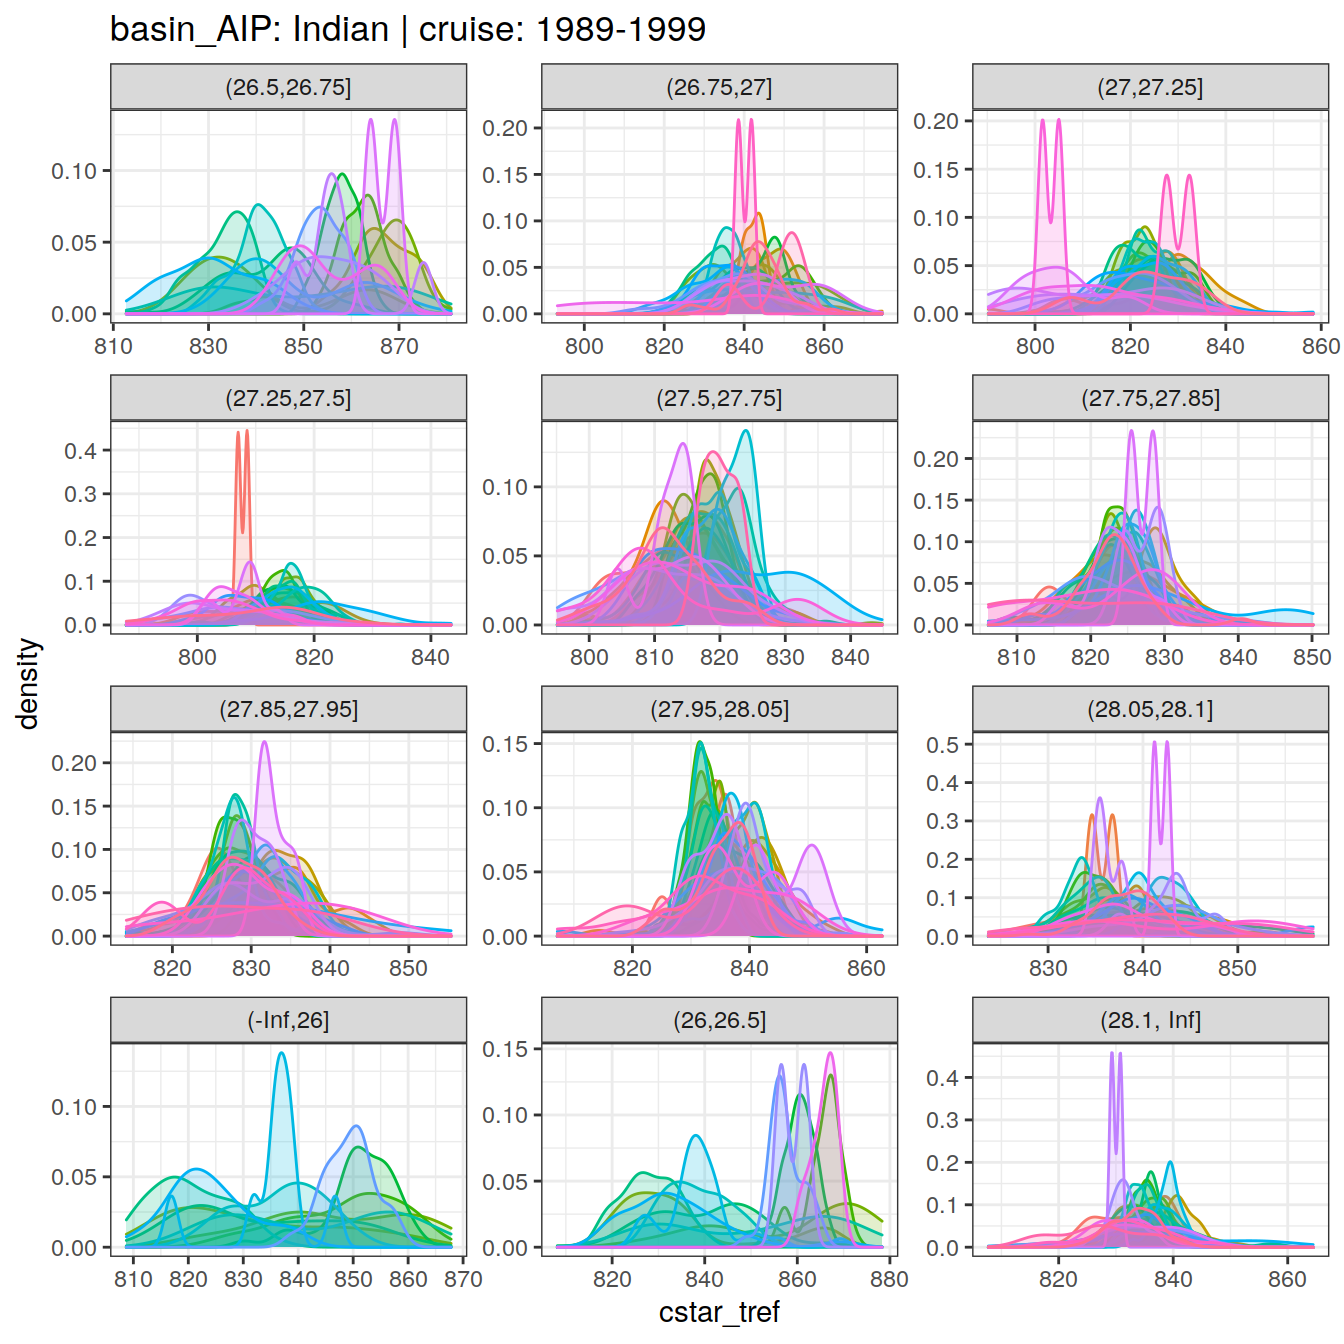 basin_AIP: Indian | cruise: 1989-1999
(26.5,26.75] (26.75,27] (27,27.25]
0.10 0.05 0.00
810 830 850 870
0.20 0.15 0.10 0.05 0.00
800 820 840 860
0.20 0.15 0.10 0.05 0.00
800 820 840 860
(27.25,27.5] (27.5,27.75] (27.75,27.85]
0.4 0.3 0.2 0.1 0.0
800 820 840
0.10 0.05 0.00
800 810 820 830 840
0.20 0.15 0.10 0.05 0.00
810 820 830 840 850
density
(27.85,27.95] (27.95,28.05] (28.05,28.1]
0.20 0.15 0.10 0.05 0.00
820 830 840 850
0.15 0.10 0.05 0.00
820 840 860
0.5 0.4 0.3 0.2 0.1 0.0
830 840 850
(-Inf,26] (26,26.5] (28.1, Inf]
0.10 0.05 0.00
810 820 830 840 850 860 870
0.15 0.10 0.05 0.00
820 840 860 880
0.4 0.3 0.2 0.1 0.0
820 840 860
cstar_tref